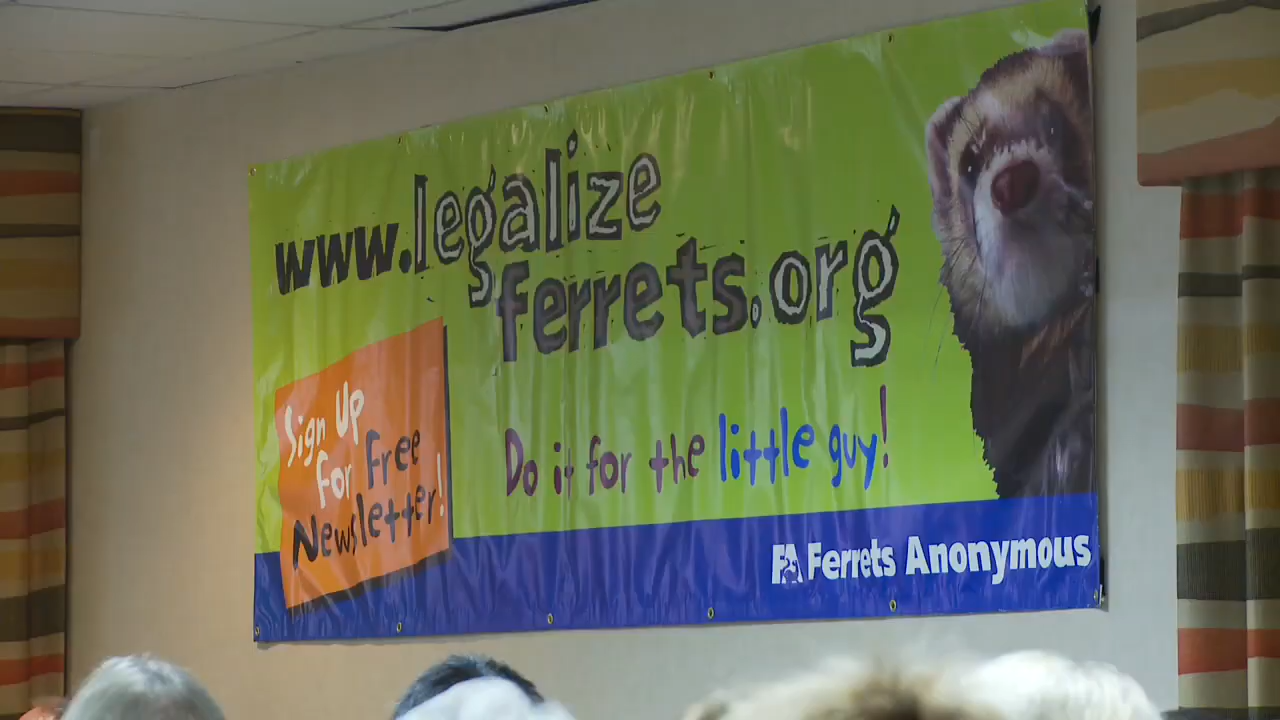 www.legalize
ferrets.org
Sign Up
For Free
Newsletter!
Do it for the little guy!
FA Ferrets Anonymous